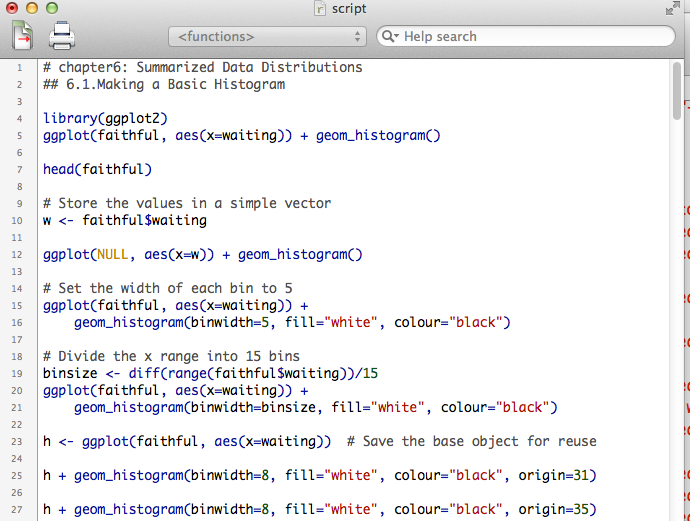 script
<functions>
Help search
1 # chapter6: Summarized Data Distributions
2 ## 6.1.Making a Basic Histogram
3
4 library(ggplot2)
5 ggplot(faithful, aes(x=waiting)) + geom_histogram()
6
7 head(faithful)
8
9 # Store the values in a simple vector
10 w <- faithful$waiting
11
12 ggplot(NULL, aes(x=w)) + geom_histogram()
13
14 # Set the width of each bin to 5
15 ggplot(faithful, aes(x=waiting)) +
16     geom_histogram(binwidth=5, fill="white", colour="black")
17
18 # Divide the x range into 15 bins
19 binsize <- diff(range(faithful$waiting))/15
20 ggplot(faithful, aes(x=waiting)) +
21     geom_histogram(binwidth=binsize, fill="white", colour="black")
22
23 h <- ggplot(faithful, aes(x=waiting))  # Save the base object for reuse
24
25 h + geom_histogram(binwidth=8, fill="white", colour="black", origin=31)
26
27 h + geom_histogram(binwidth=8, fill="white", colour="black", origin=35)